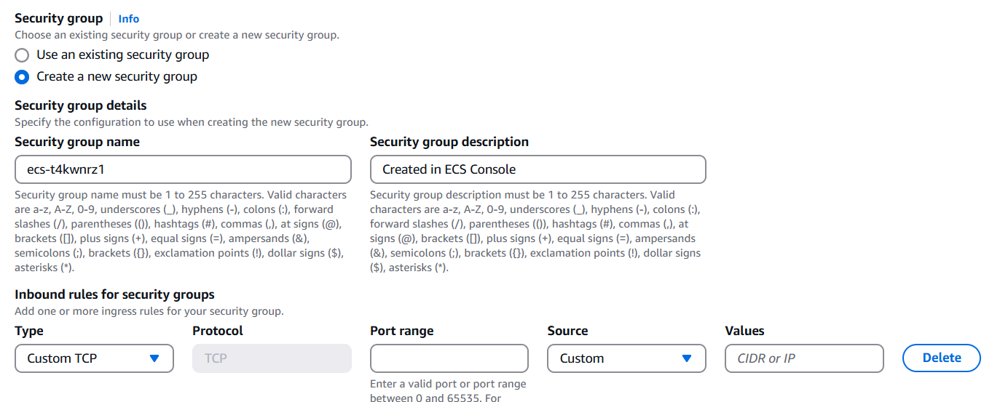 Security group Info
Choose an existing security group or create a new security group.
Use an existing security group
Create a new security group
Security group details
Specify the configuration to use when creating the new security group.
Security group name
ecs-t4kwnrz1
Security group name must be 1 to 255 characters. Valid characters
are a-z, A-Z, 0-9, underscores (_), hyphens (-), colons (:), forward
slashes (/), parentheses (()), hashtags (#), commas (,), at signs (@),
brackets ([]), plus signs (+), equal signs (=), ampersands (&),
semicolons (;), brackets ({}), exclamation points (!), dollar signs ($),
asterisks (*).
Security group description
Created in ECS Console
Security group description must be 1 to 255 characters. Valid
characters are a-z, A-Z, 0-9, underscores (_), hyphens (-), colons (:),
forward slashes (/), parentheses (()), hashtags (#), commas (,), at
signs (@), brackets ([]), plus signs (+), equal signs (=), ampersands
(&), semicolons (;), brackets ({}), exclamation points (!), dollar signs
($), asterisks (*).
Inbound rules for security groups
Add one or more ingress rules for your security group.
Type Protocol Port range Source Values
Custom TCP TCP Custom CIDR or IP Delete
Enter a valid port or port range
between 0 and 65535. For